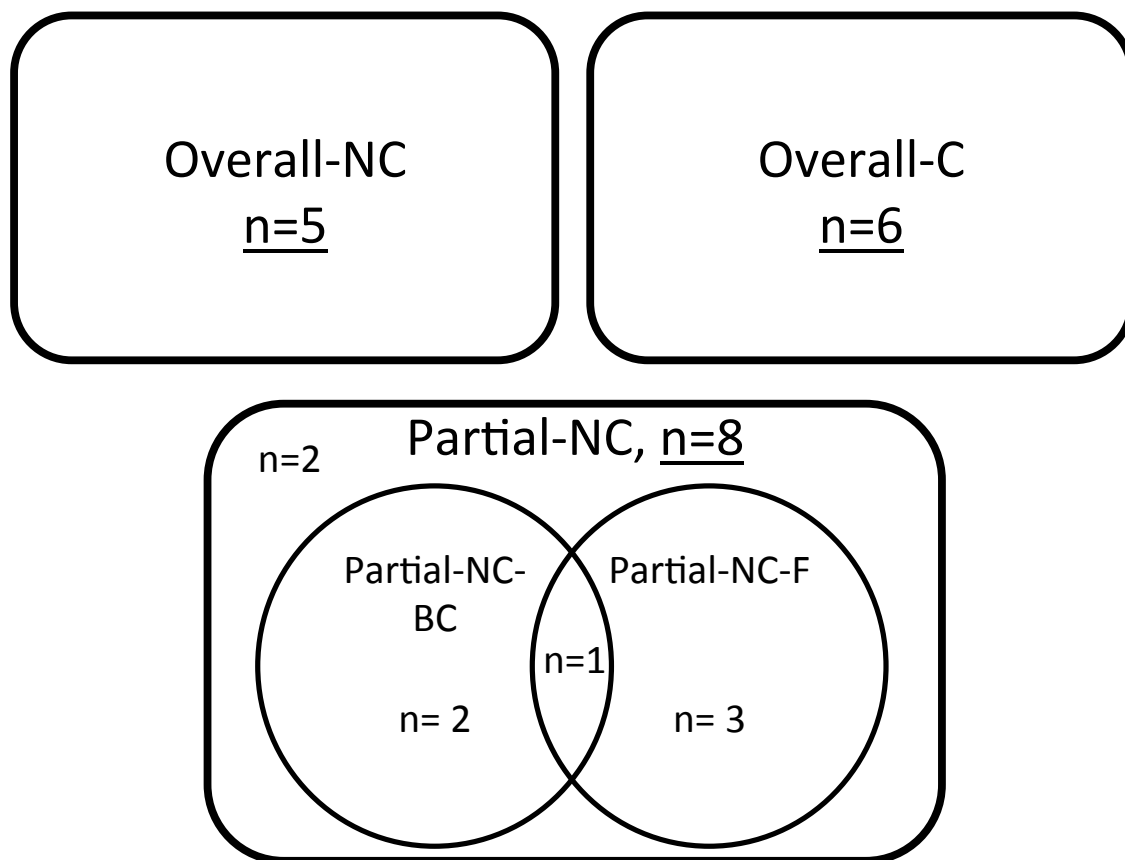 Overall-NC
n=5
Overall-C
n=6
Partial-NC, n=8
n=2
Partial-NC-
BC
Partial-NC-F
n=1
n= 2
n= 3